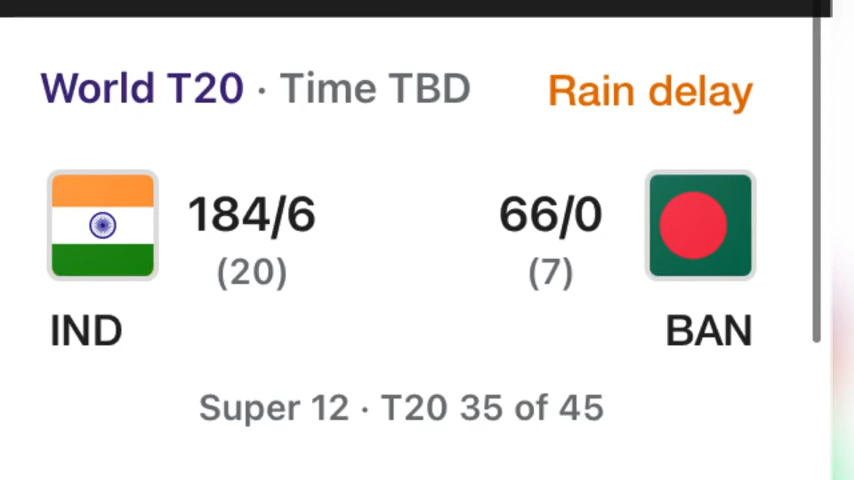 World T20 · Time TBD Rain delay
184/6 66/0
(20) (7)
IND BAN
Super 12 · T20 35 of 45